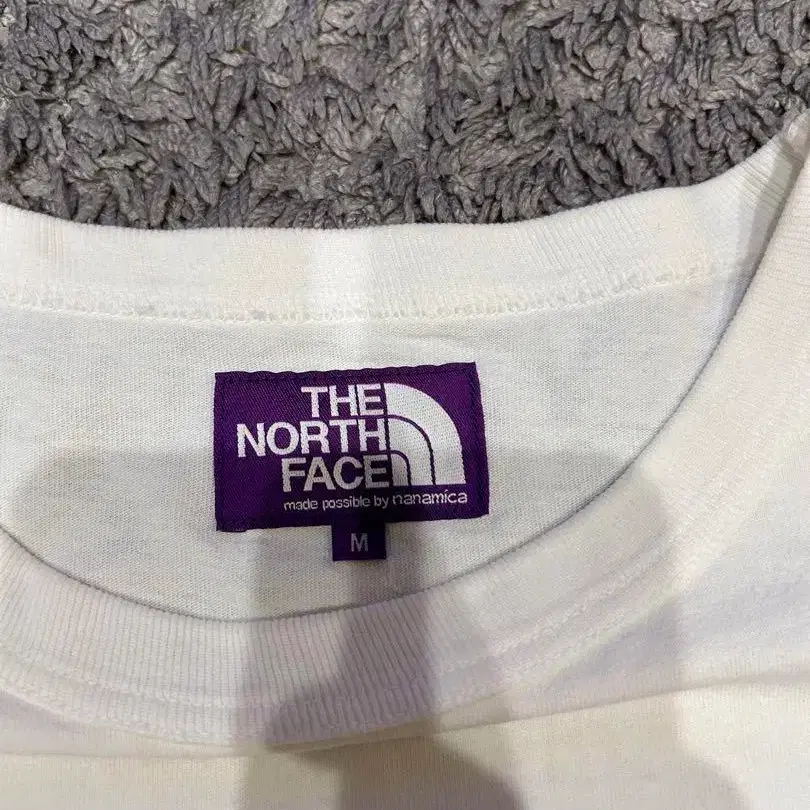 THE
NORTH
FACE
made possible by nanamica
M